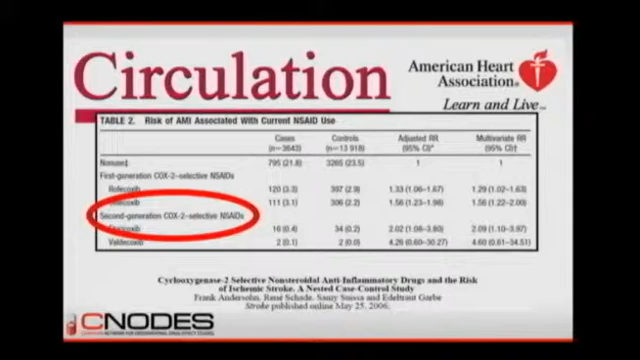 Circulation
American Heart
Association
Learn and Live
TABLE 2. Risk of AMI Associated With Current NSAID Use
Cases (n=3643) Controls (n=13 918) Adjusted RR (95% CI)* Multivariate RR (95% CI)†
Nonuse‡ 795 (21.8) 3265 (23.5) 1 1
First-generation COX-2–selective NSAIDs
Rofecoxib 120 (3.3) 397 (2.9) 1.33 (1.06–1.67) 1.29 (1.02–1.63)
111 (3.1) 306 (2.2) 1.56 (1.23–1.98) 1.56 (1.22–2.00)
Second-generation COX-2–selective NSAIDs
16 (0.4) 34 (0.2) 2.02 (1.08–3.80) 2.09 (1.10–3.97)
Valdecoxib 2 (0.1) 2 (0.0) 4.26 (0.60–30.27) 4.60 (0.61–34.51)
Cyclooxygenase-2 Selective Nonsteroidal Anti-Inflammatory Drugs and the Risk
of Ischemic Stroke. A Nested Case-Control Study
Frank Andersohn, René Schade, Samy Suissa and Edeltraut Garbe
Stroke published online May 25, 2006;
CNODES